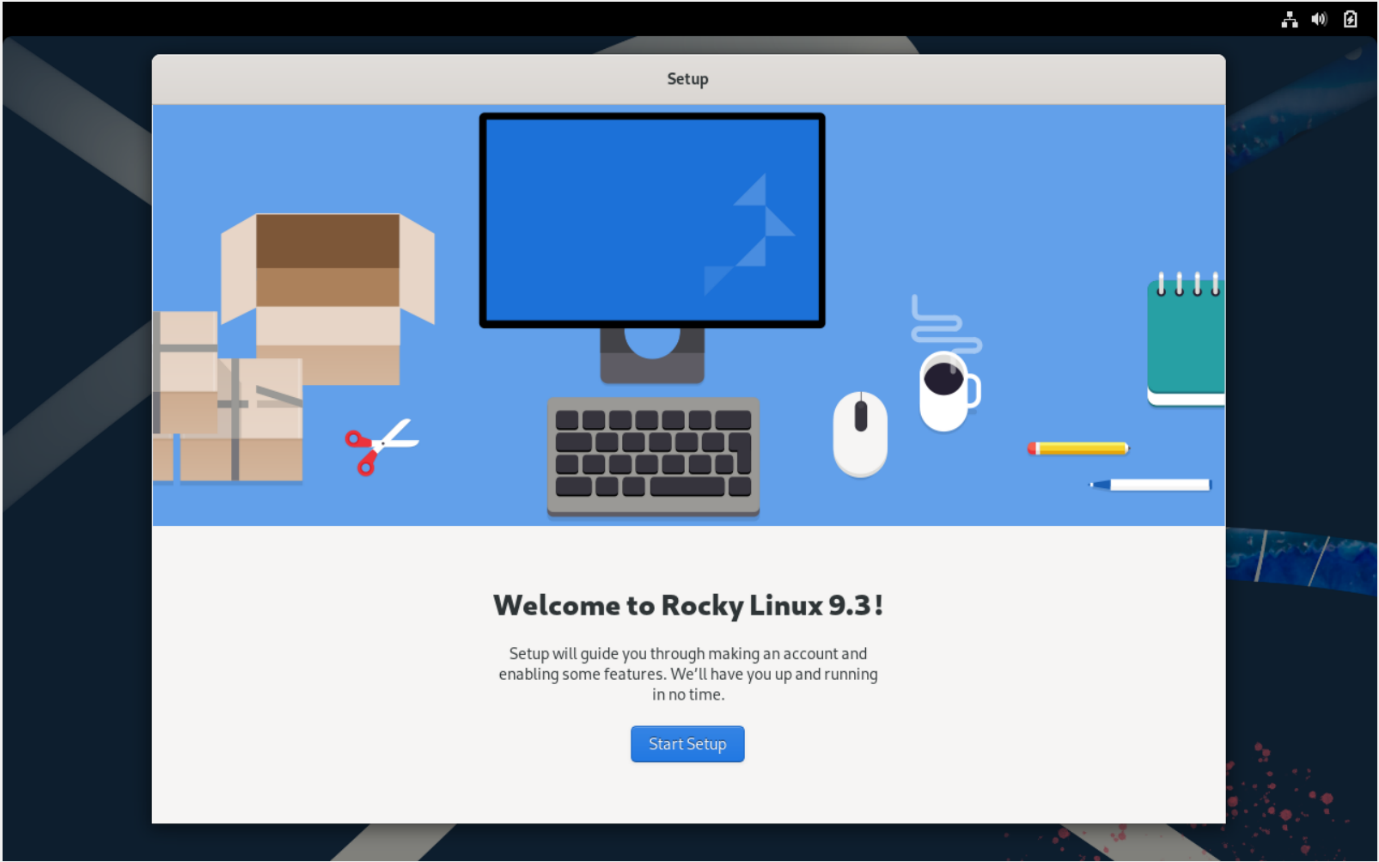 Setup
Welcome to Rocky Linux 9.3!
Setup will guide you through making an account and
enabling some features. We’ll have you up and running
in no time.
Start Setup